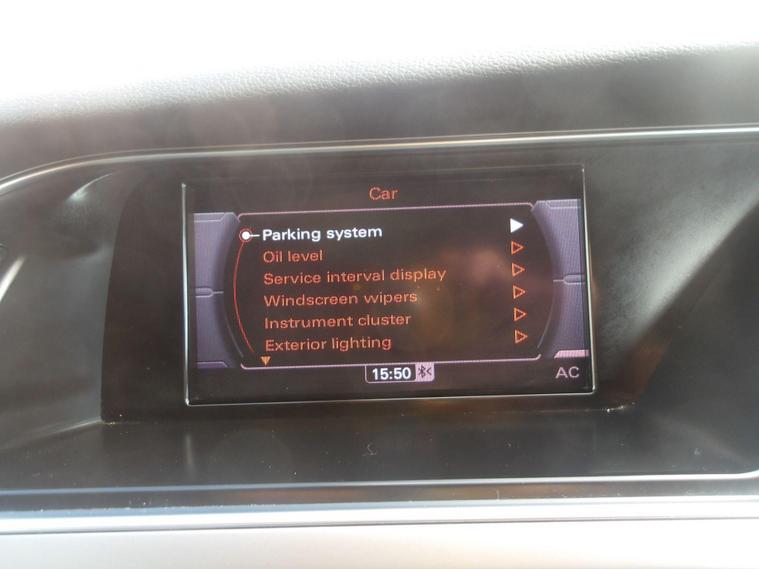 Car
Parking system
Oil level
Service interval display
Windscreen wipers
Instrument cluster
Exterior lighting
15:50
AC